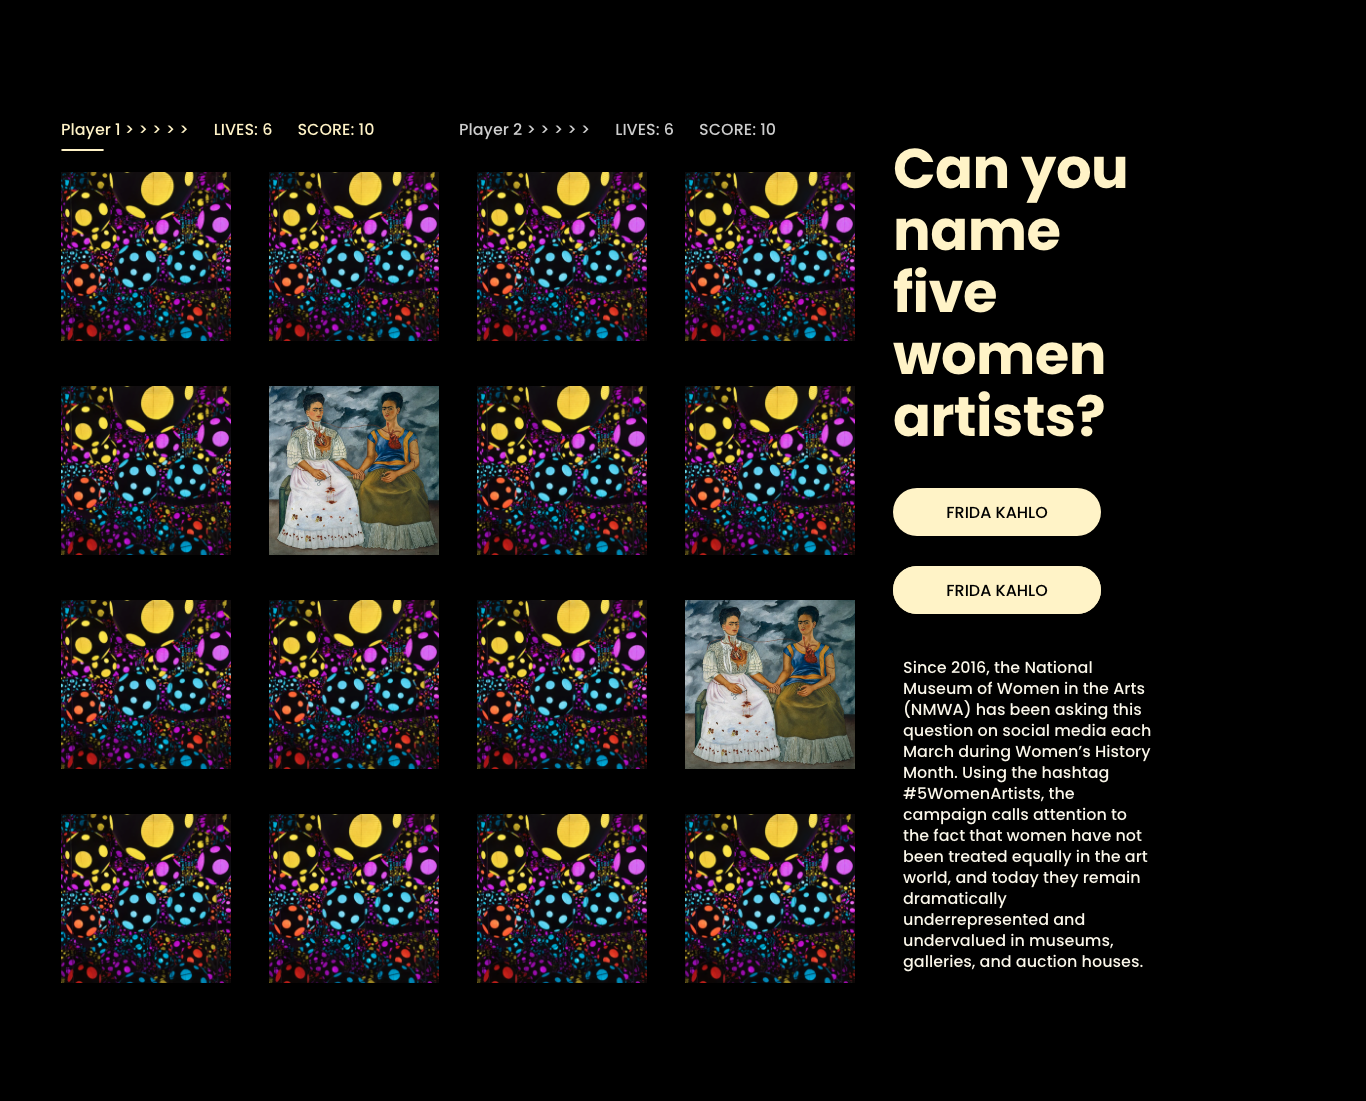 Player 1 > > > > > LIVES: 6 SCORE: 10 Player 2 > > > > > LIVES: 6 SCORE: 10
Can you
name
five
women
artists?
FRIDA KAHLO
FRIDA KAHLO
Since 2016, the National
Museum of Women in the Arts
(NMWA) has been asking this
question on social media each
March during Women’s History
Month. Using the hashtag
#5WomenArtists, the
campaign calls attention to
the fact that women have not
been treated equally in the art
world, and today they remain
dramatically
underrepresented and
undervalued in museums,
galleries, and auction houses.